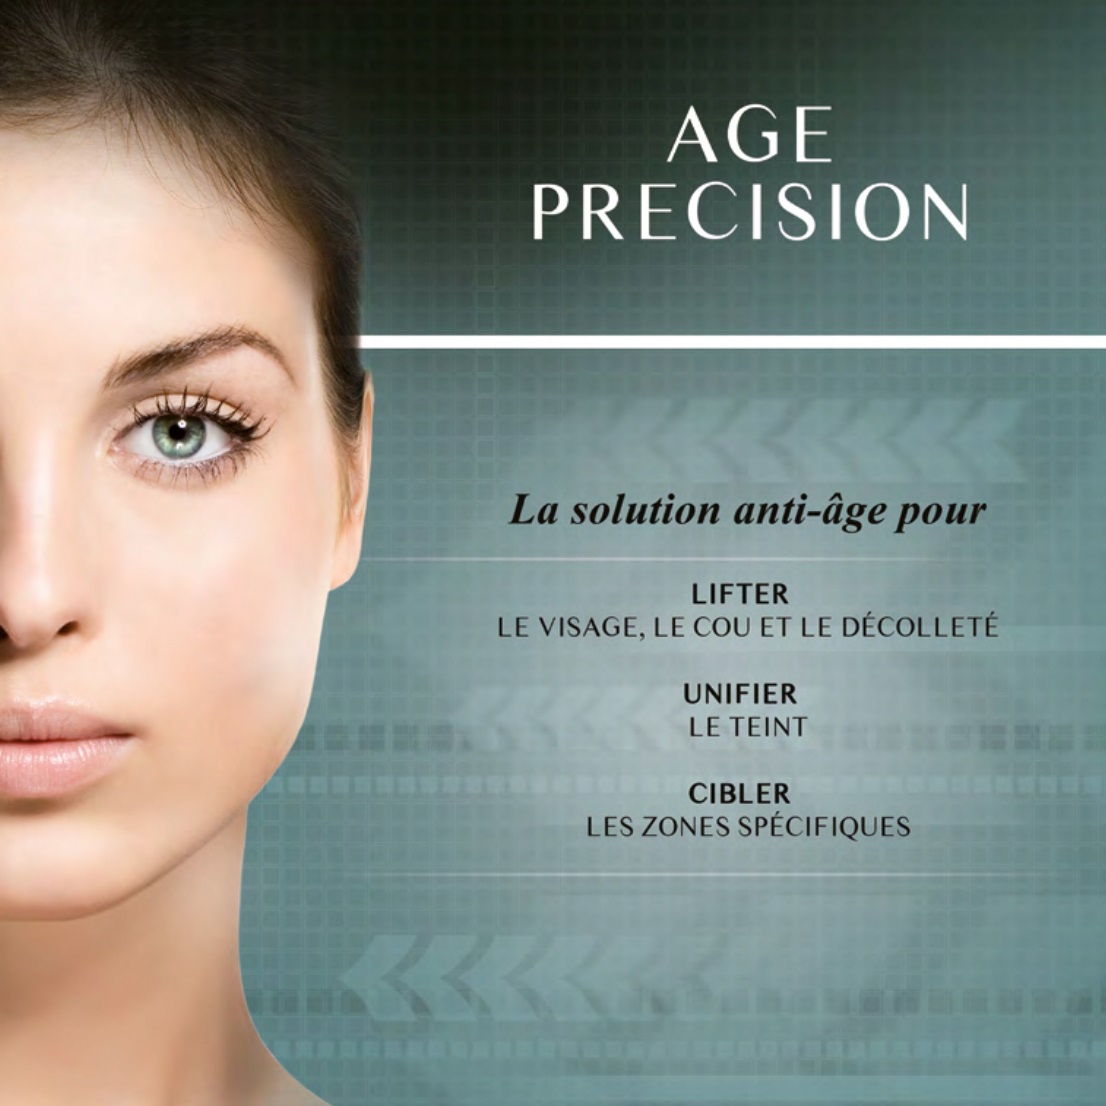 AGE
PRECISION
La solution anti-âge pour
LIFTER
LE VISAGE, LE COU ET LE DÉCOLLETÉ
UNIFIER
LE TEINT
CIBLER
LES ZONES SPÉCIFIQUES